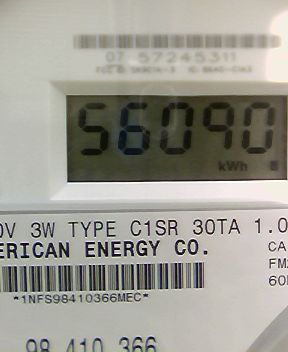 07 57245311
56090
kWh
0V 3W TYPE C1SR 30TA 1.0
ERICAN ENERGY CO.
CA
FM2
60
*1NFS98410366MEC*
98 410 366